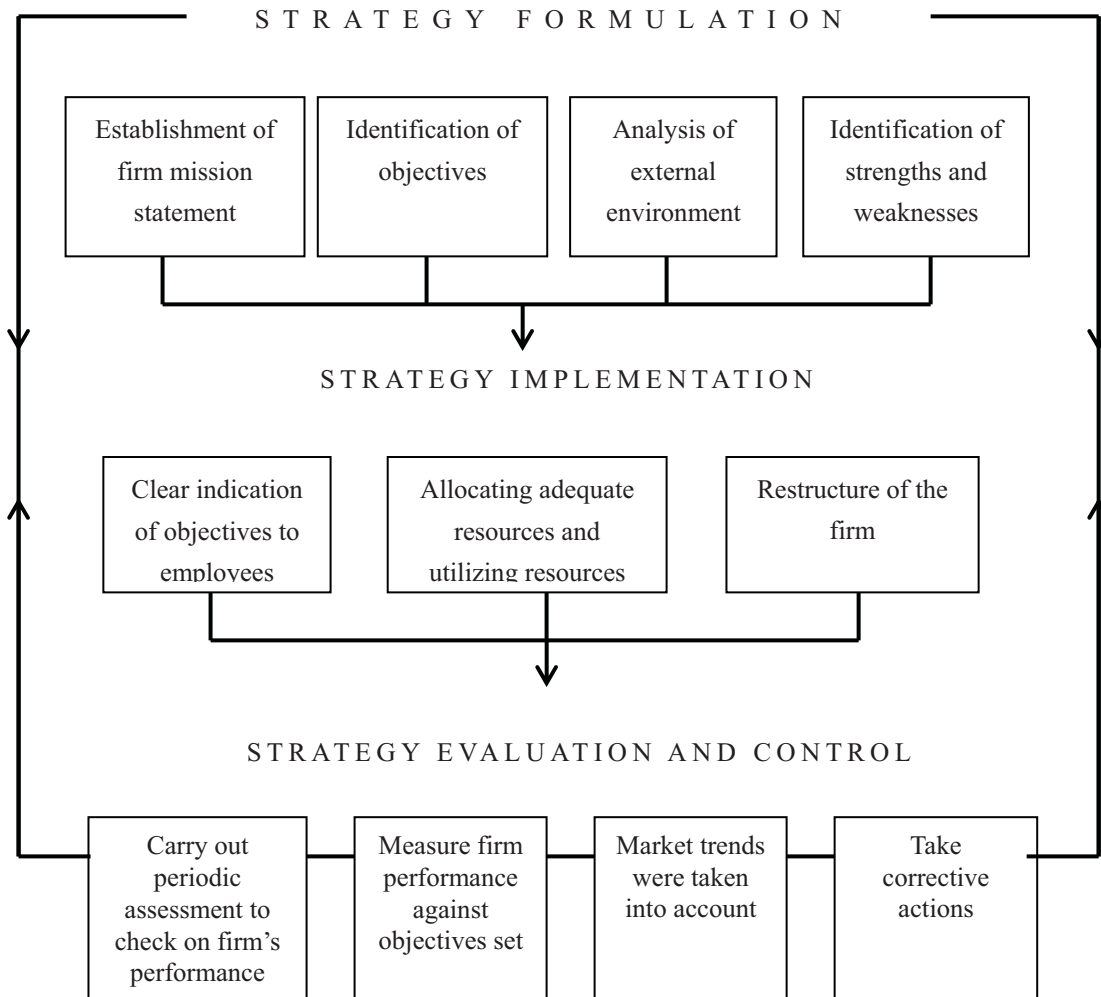 STRATEGY FORMULATION
Establishment of
firm mission
statement
Identification of
objectives
Analysis of
external
environment
Identification of
strengths and
weaknesses
STRATEGY IMPLEMENTATION
Clear indication
of objectives to
employees
Allocating adequate
resources and
utilizing resources
Restructure of the
firm
STRATEGY EVALUATION AND CONTROL
Carry out
periodic
assessment to
check on firm’s
performance
Measure firm
performance
against
objectives set
Market trends
were taken
into account
Take
corrective
actions